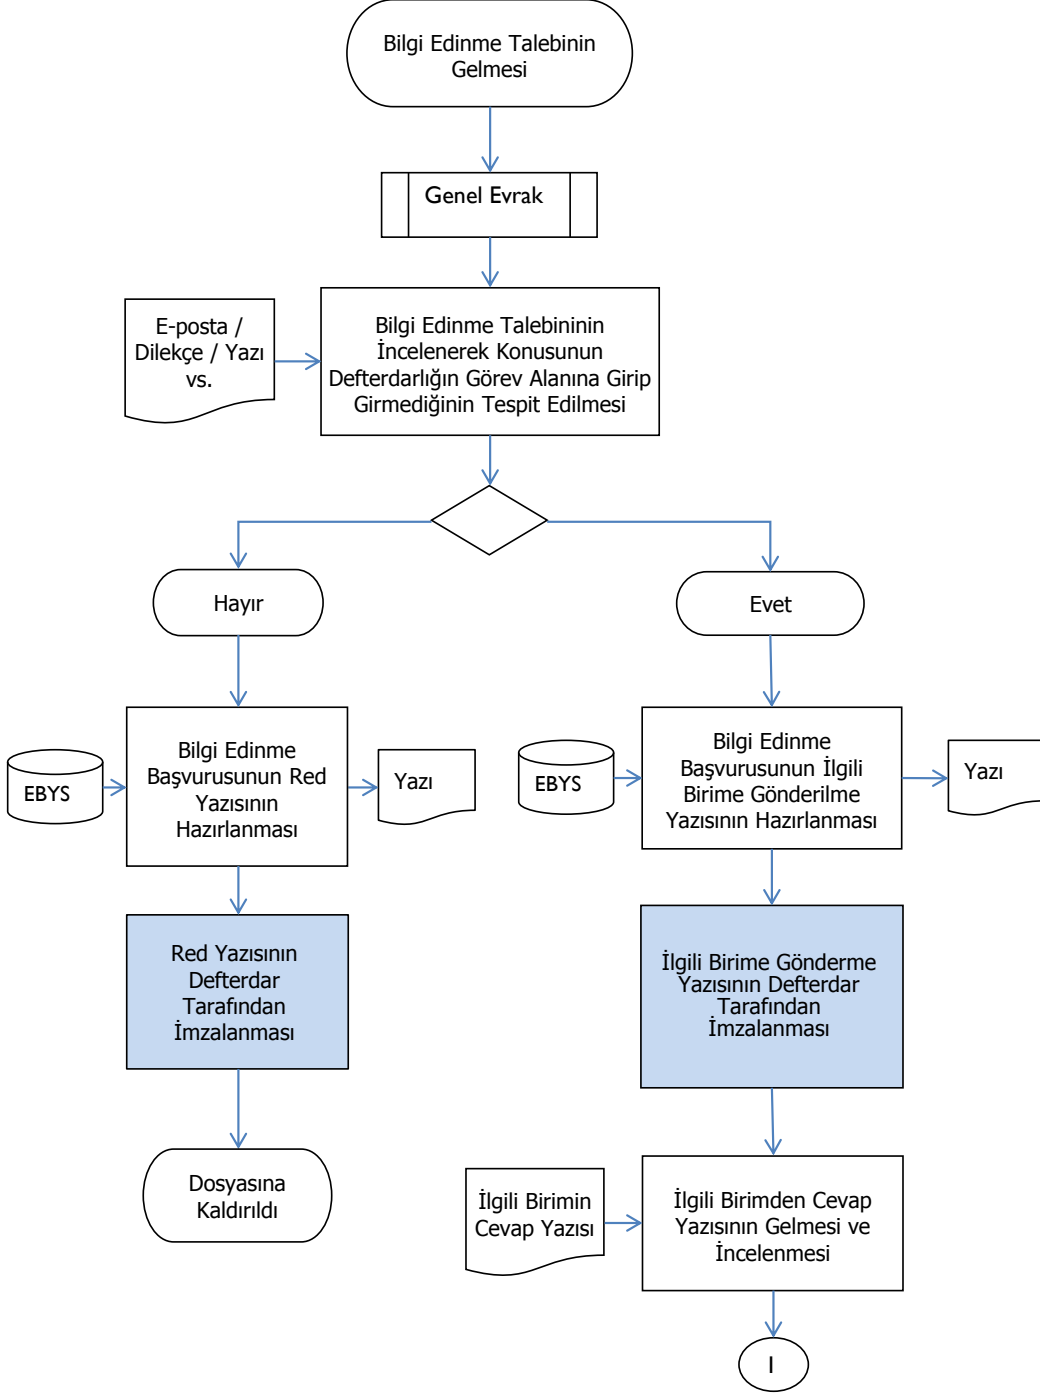 Bilgi Edinme Talebinin
Gelmesi
Genel Evrak
E-posta /
Dilekçe / Yazı
vs.
Bilgi Edinme Talebininin
İncelenerek Konusunun
Defterdarlığın Görev Alanına Girip
Girmediğinin Tespit Edilmesi
Hayır
Evet
EBYS
Bilgi Edinme
Başvurusunun Red
Yazısının
Hazırlanması
Yazı
EBYS
Bilgi Edinme
Başvurusunun İlgili
Birime Gönderilme
Yazısının Hazırlanması
Yazı
Red Yazısının
Defterdar
Tarafından
İmzalanması
İlgili Birime Gönderme
Yazısının Defterdar
Tarafından
İmzalanması
Dosyasına
Kaldırıldı
İlgili Birimin
Cevap Yazısı
İlgili Birimden Cevap
Yazısının Gelmesi ve
İncelenmesi
I